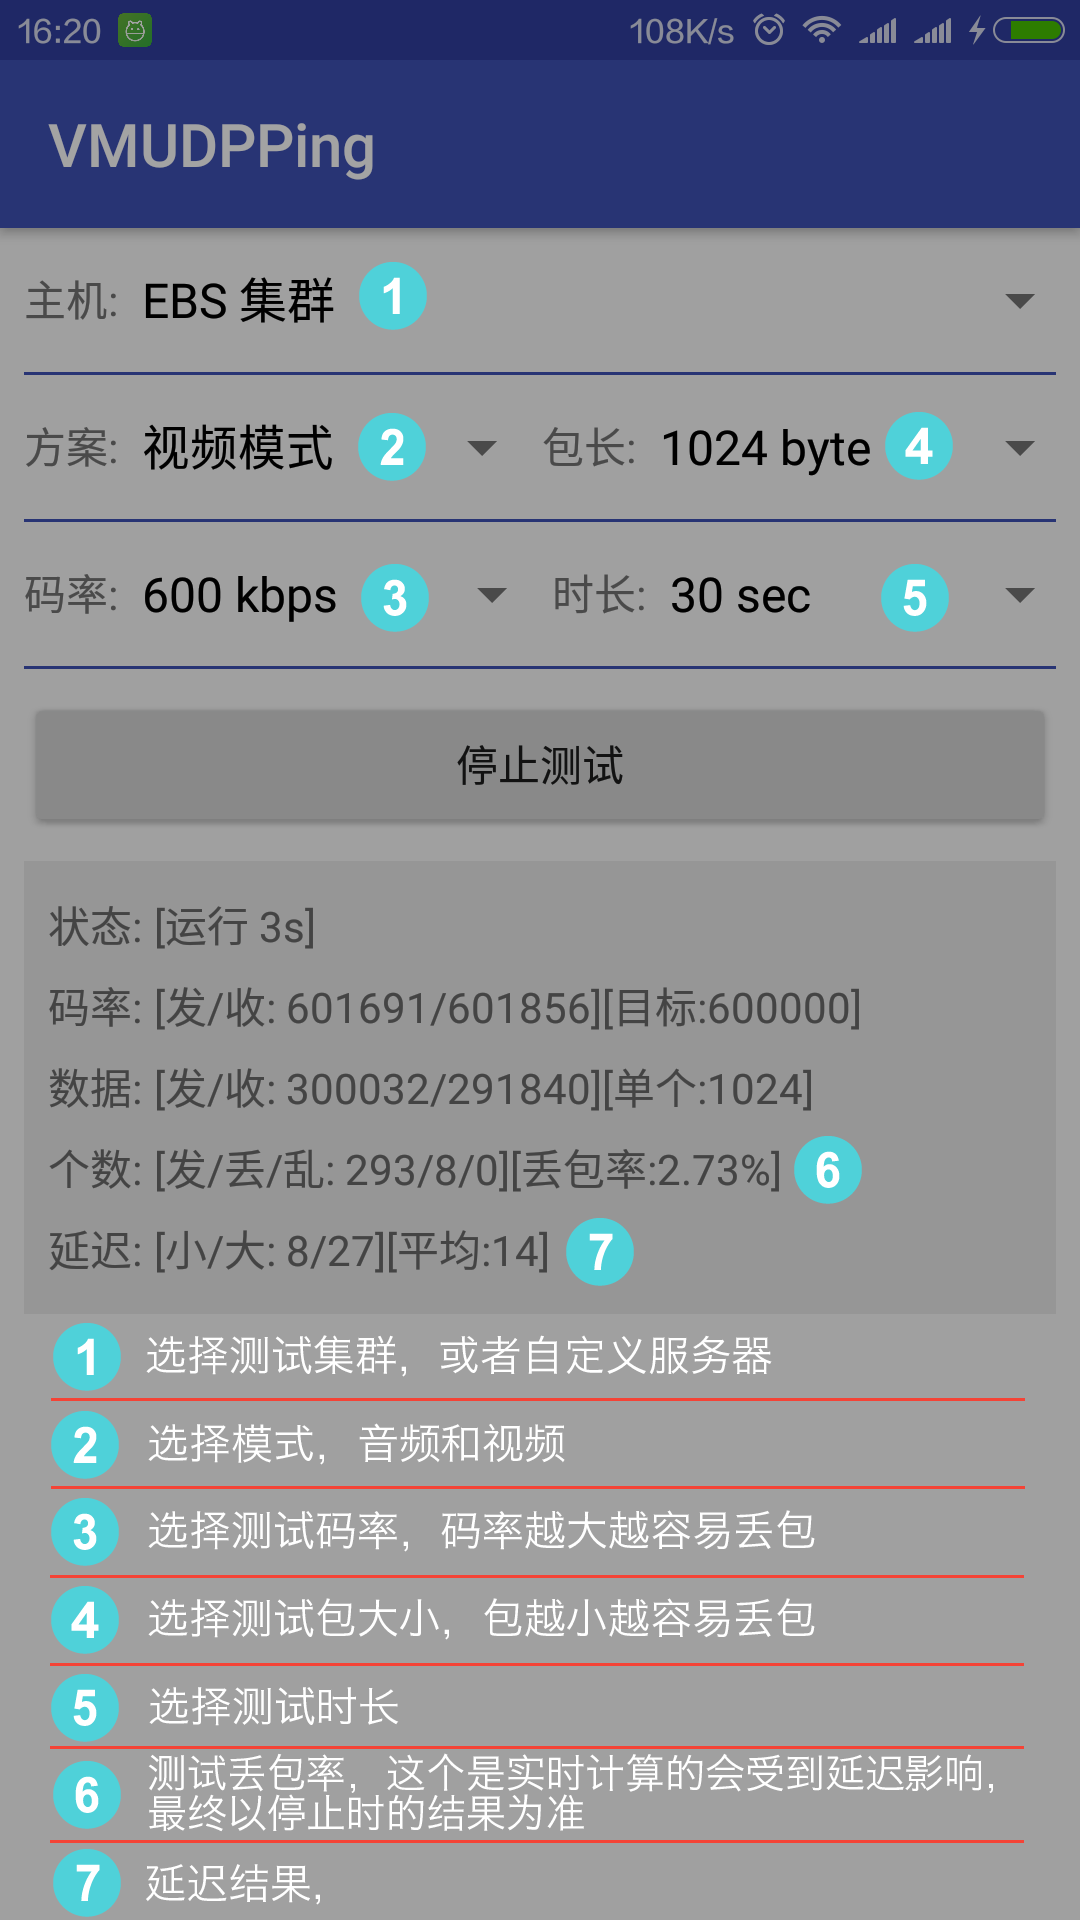 16:20 108K/s
VMUDPPing
主机: EBS 集群 1
方案: 视频模式 2 包长: 1024 byte 4
码率: 600 kbps 3 时长: 30 sec 5
停止测试
状态: [运行 3s]
码率: [发/收: 601691/601856][目标:600000]
数据: [发/收: 300032/291840][单个:1024]
个数: [发/丢/乱: 293/8/0][丢包率:2.73%] 6
延迟: [小/大: 8/27][平均:14] 7
1 选择测试集群，或者自定义服务器
2 选择模式，音频和视频
3 选择测试码率，码率越大越容易丢包
4 选择测试包大小，包越小越容易丢包
5 选择测试时长
6 测试丢包率，这个是实时计算的会受到延迟影响，
最终以停止时的结果为准
7 延迟结果，